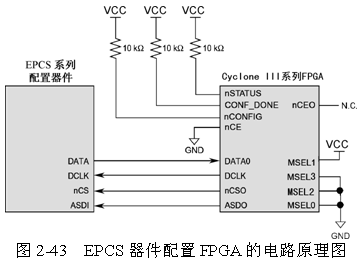 VCC VCC VCC
10 kΩ 10 kΩ 10 kΩ
EPCS 系列
配置器件
Cyclone III系列FPGA
nSTATUS
CONF_DONE
nCONFIG
nCE
nCEO N.C.
GND
VCC
DATA DATA0 MSEL1
DCLK DCLK MSEL3
nCS nCSO MSEL2
ASDI ASDO MSEL0
GND
图 2-43 EPCS 器件配置 FPGA 的电路原理图